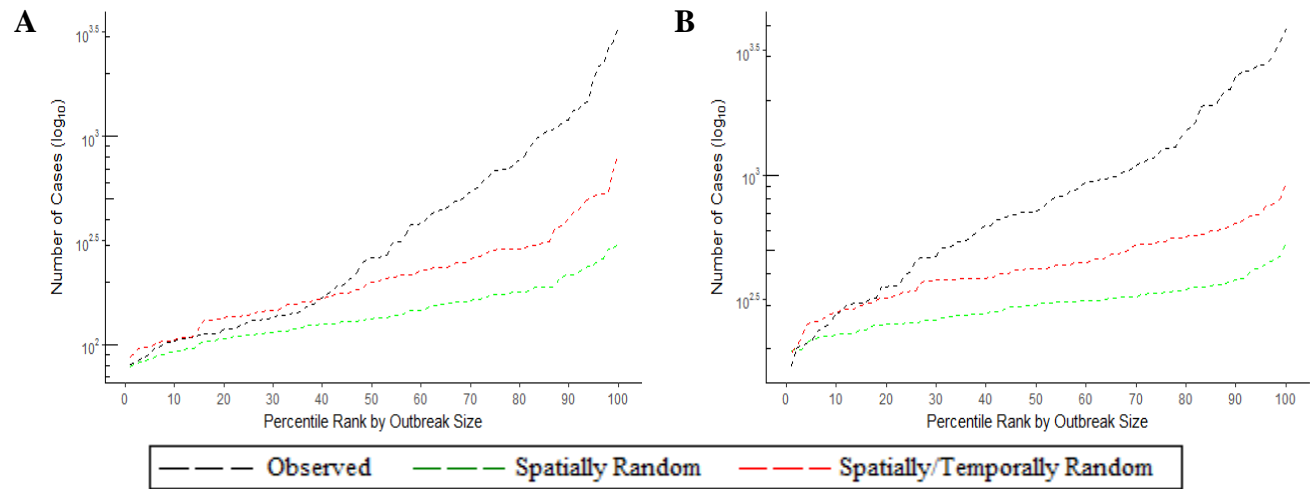 A
Number of Cases (log₁₀)
10^3.5
10^3
10^2.5
10^2
0 10 20 30 40 50 60 70 80 90 100
Percentile Rank by Outbreak Size
B
Number of Cases (log₁₀)
10^3.5
10^3
10^2.5
0 10 20 30 40 50 60 70 80 90 100
Percentile Rank by Outbreak Size
Observed Spatially Random Spatially/Temporally Random